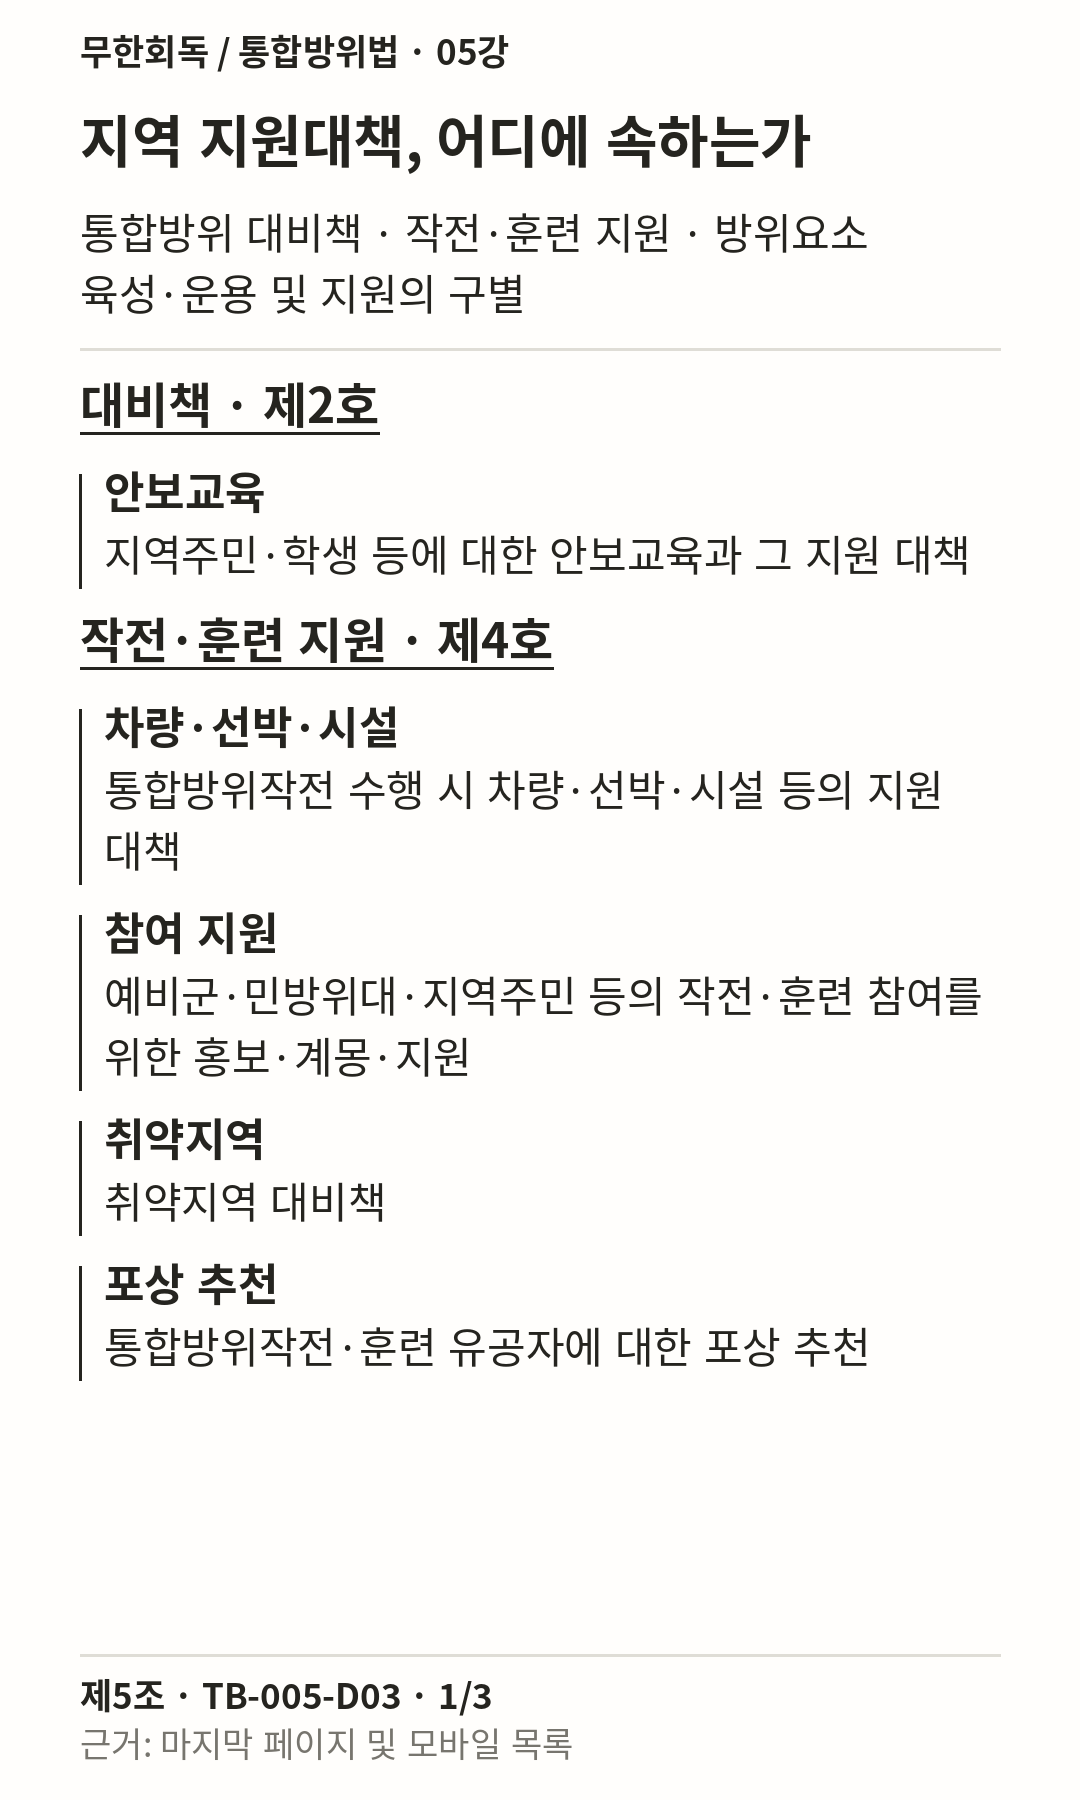 무한회독 / 통합방위법 · 05강
지역 지원대책, 어디에 속하는가
통합방위 대비책 · 작전·훈련 지원 · 방위요소
육성·운용 및 지원의 구별
대비책 · 제2호
안보교육
지역주민·학생 등에 대한 안보교육과 그 지원 대책
작전·훈련 지원 · 제4호
차량·선박·시설
통합방위작전 수행 시 차량·선박·시설 등의 지원
대책
참여 지원
예비군·민방위대·지역주민 등의 작전·훈련 참여를
위한 홍보·계몽·지원
취약지역
취약지역 대비책
포상 추천
통합방위작전·훈련 유공자에 대한 포상 추천
제5조 · TB-005-D03 · 1/3
근거: 마지막 페이지 및 모바일 목록